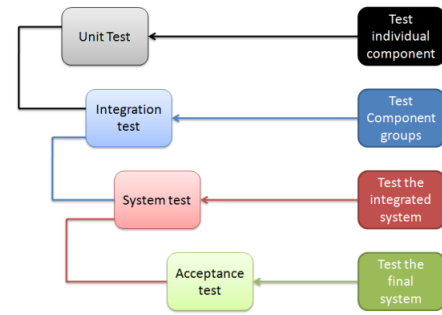 Unit Test
Test
individual
component
Integration
test
Test
Component
groups
System test
Test the
integrated
system
Acceptance
test
Test the
final
system